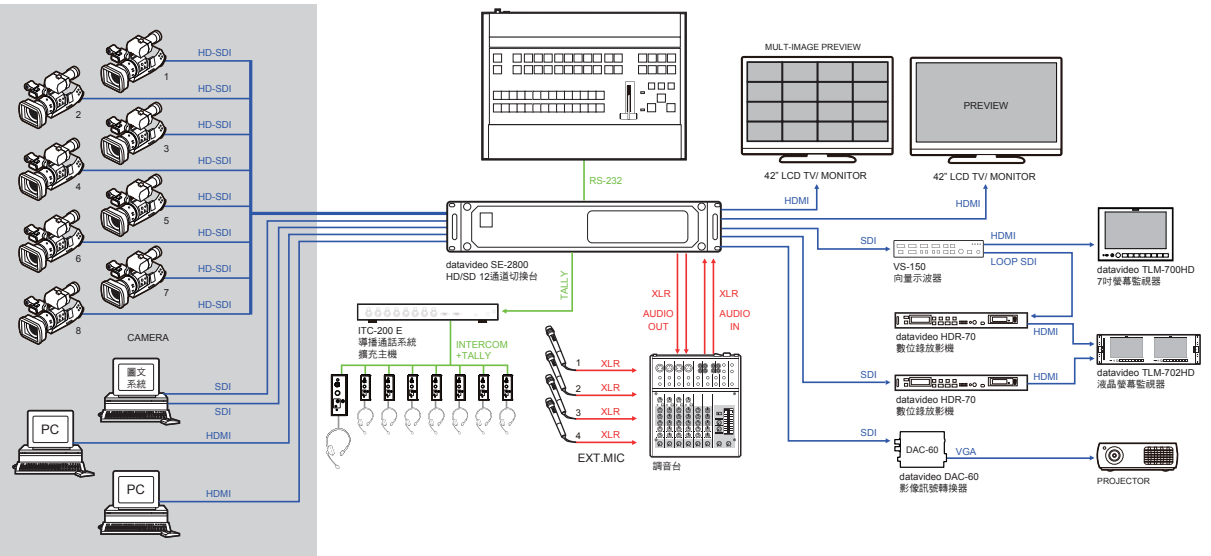 HD-SDI
1
HD-SDI
2
HD-SDI
3
HD-SDI
4
HD-SDI
5
HD-SDI
6
HD-SDI
7
HD-SDI
8
CAMERA
圖文
系統
SDI
SDI
PC
HDMI
PC
HDMI
RS-232
datavideo SE-2800
HD/SD 12通道切換台
TALLY
ITC-200 E
導播通話系統
擴充主機
INTERCOM
+TALLY
1 XLR
2 XLR
3 XLR
4 XLR
EXT.MIC
XLR
AUDIO
OUT
XLR
AUDIO
IN
調音台
MULT-IMAGE PREVIEW
42" LCD TV/ MONITOR
HDMI
PREVIEW
42" LCD TV/ MONITOR
HDMI
SDI
VS-150
向量示波器
HDMI
LOOP SDI
datavideo TLM-700HD
7吋螢幕監視器
datavideo HDR-70
數位錄放影機
HDMI
SDI
datavideo HDR-70
數位錄放影機
HDMI
datavideo TLM-702HD
液晶螢幕監視器
SDI
DAC-60
datavideo DAC-60
影像訊號轉換器
VGA
PROJECTOR